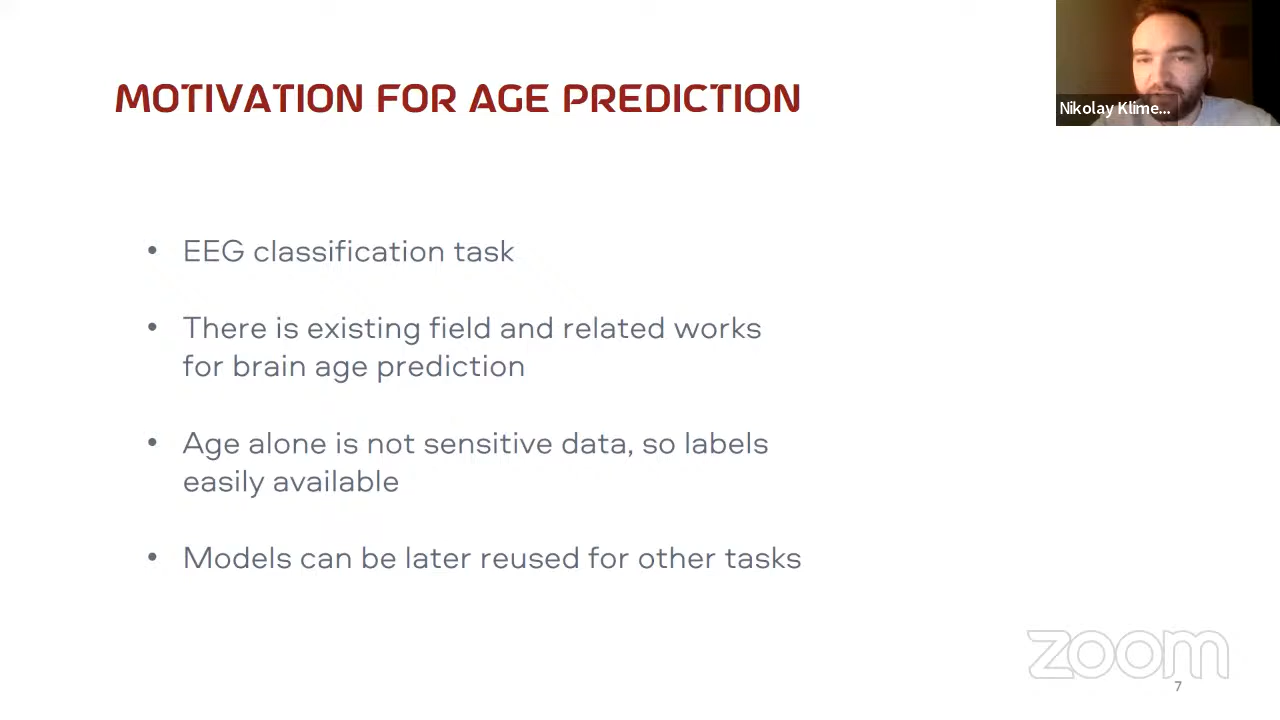 MOTIVATION FOR AGE PREDICTION
Nikolay Klime...
• EEG classification task
• There is existing field and related works
for brain age prediction
• Age alone is not sensitive data, so labels
easily available
• Models can be later reused for other tasks
zoom
7